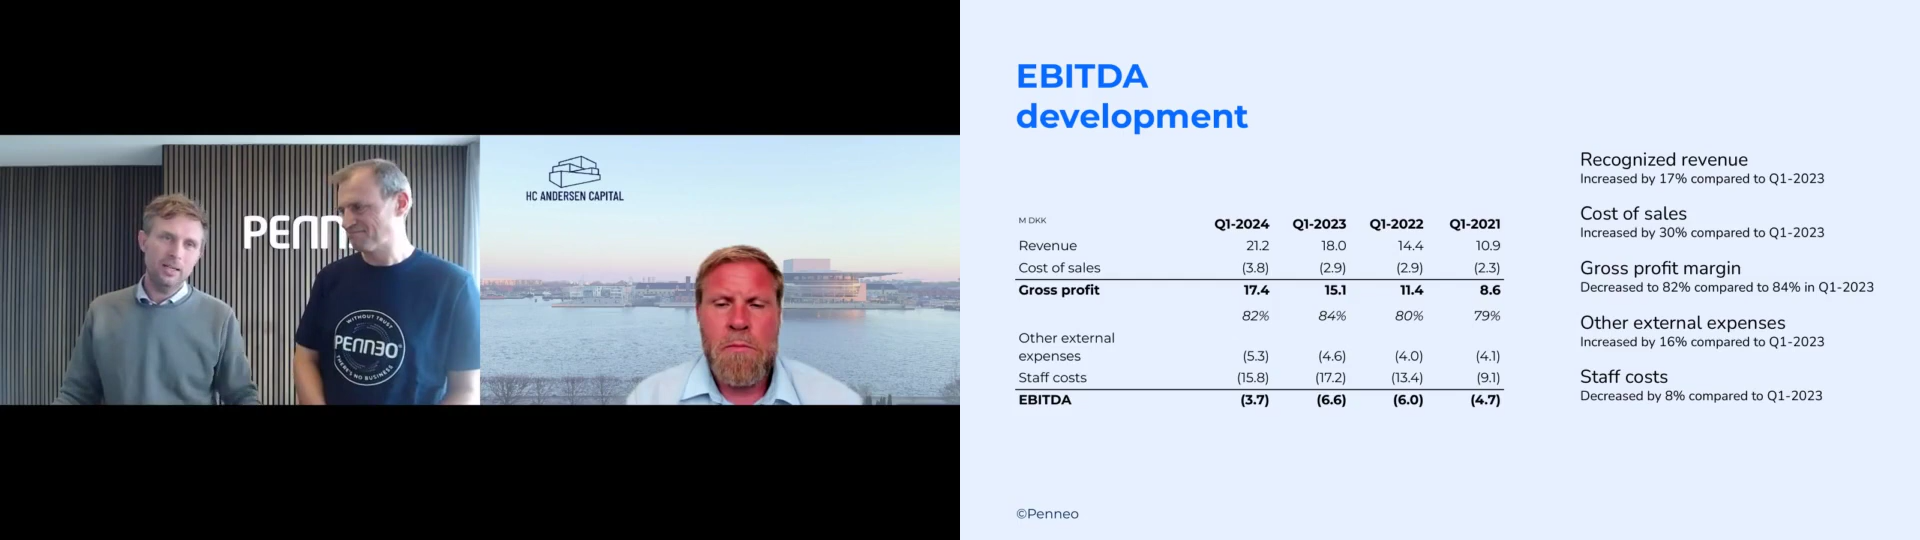 PENN
WITHOUT TRUST
PENNEO
THERE'S NO BUSINESS
HC ANDERSEN CAPITAL
EBITDA
development
M DKK Q1-2024 Q1-2023 Q1-2022 Q1-2021
Revenue 21.2 18.0 14.4 10.9
Cost of sales (3.8) (2.9) (2.9) (2.3)
Gross profit 17.4 15.1 11.4 8.6
82% 84% 80% 79%
Other external
expenses (5.3) (4.6) (4.0) (4.1)
Staff costs (15.8) (17.2) (13.4) (9.1)
EBITDA (3.7) (6.6) (6.0) (4.7)
Recognized revenue
Increased by 17% compared to Q1-2023
Cost of sales
Increased by 30% compared to Q1-2023
Gross profit margin
Decreased to 82% compared to 84% in Q1-2023
Other external expenses
Increased by 16% compared to Q1-2023
Staff costs
Decreased by 8% compared to Q1-2023
©Penneo